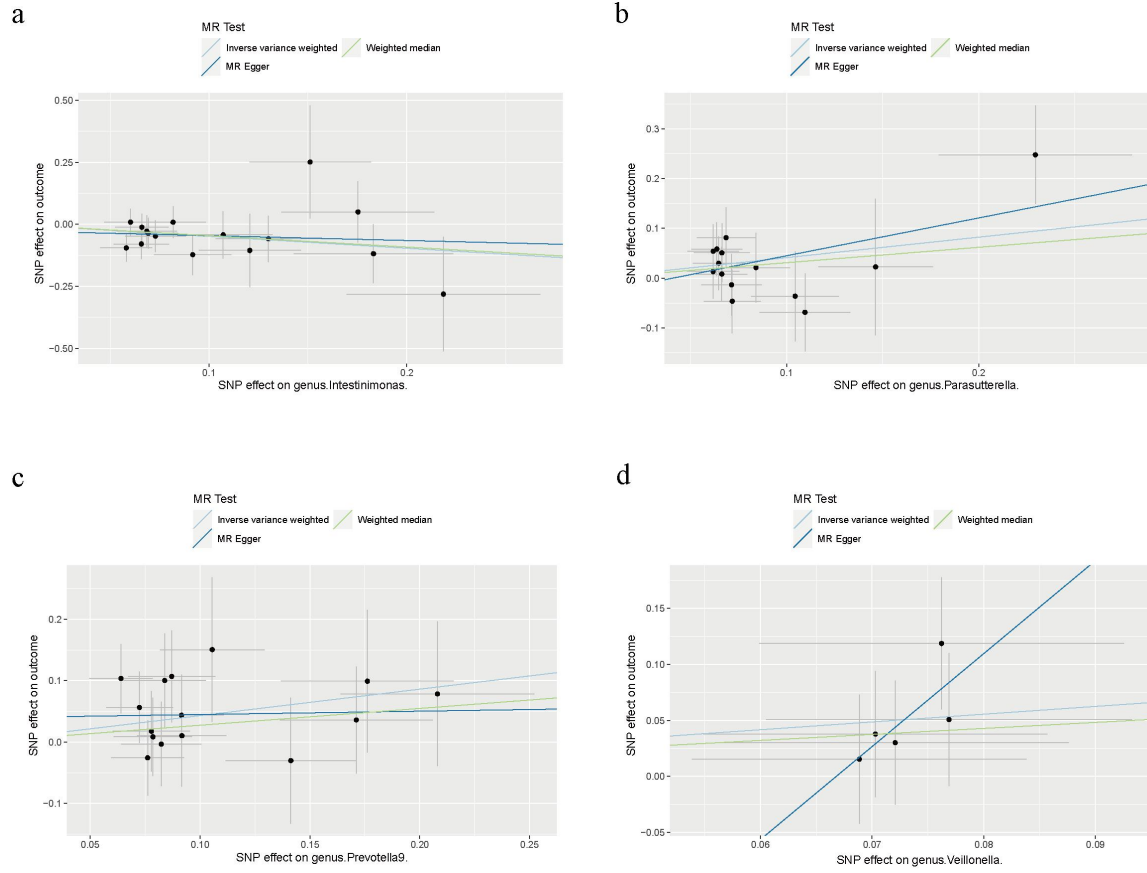 a
MR Test
Inverse variance weighted
Weighted median
MR Egger
SNP effect on outcome
0.50
0.25
0.00
−0.25
−0.50
0.1
0.2
SNP effect on genus.Intestinimonas.
b
MR Test
Inverse variance weighted
Weighted median
MR Egger
SNP effect on outcome
0.3
0.2
0.1
0.0
−0.1
0.1
0.2
SNP effect on genus.Parasutterella.
c
MR Test
Inverse variance weighted
Weighted median
MR Egger
SNP effect on outcome
0.2
0.1
0.0
−0.1
0.05
0.10
0.15
0.20
0.25
SNP effect on genus.Prevotella9.
d
MR Test
Inverse variance weighted
Weighted median
MR Egger
SNP effect on outcome
0.15
0.10
0.05
0.00
−0.05
0.06
0.07
0.08
0.09
SNP effect on genus.Veillonella.